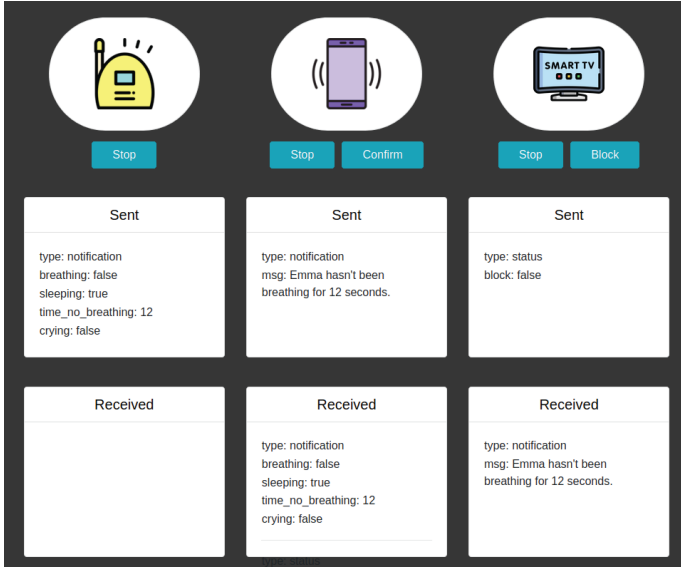 SMART TV
Stop
Stop
Confirm
Stop
Block
Sent
type: notification
breathing: false
sleeping: true
time_no_breathing: 12
crying: false
Sent
type: notification
msg: Emma hasn't been
breathing for 12 seconds.
Sent
type: status
block: false
Received
Received
type: notification
breathing: false
sleeping: true
time_no_breathing: 12
crying: false
type: status
Received
type: notification
msg: Emma hasn't been
breathing for 12 seconds.